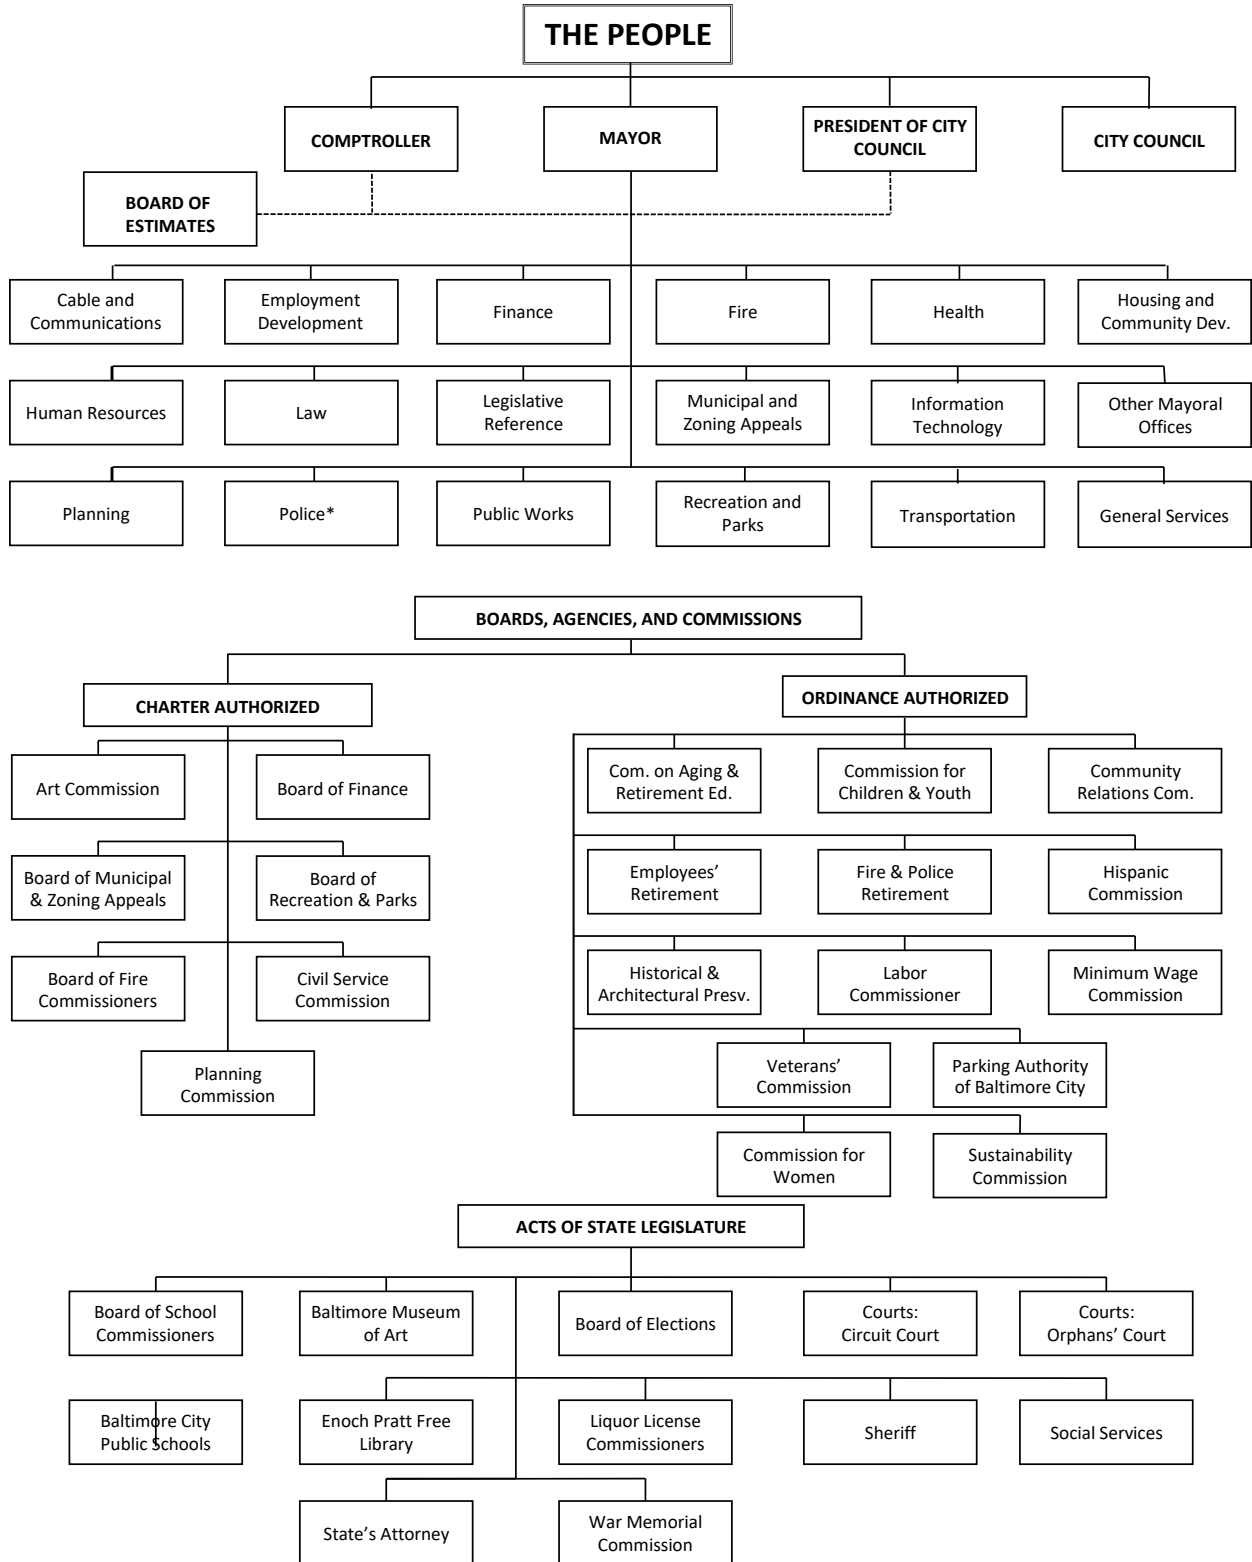 THE PEOPLE
COMPTROLLER
MAYOR
PRESIDENT OF CITY
COUNCIL
CITY COUNCIL
BOARD OF
ESTIMATES
Cable and
Communications
Employment
Development
Finance
Fire
Health
Housing and
Community Dev.
Human Resources
Law
Legislative
Reference
Municipal and
Zoning Appeals
Information
Technology
Other Mayoral
Offices
Planning
Police*
Public Works
Recreation and
Parks
Transportation
General Services
BOARDS, AGENCIES, AND COMMISSIONS
CHARTER AUTHORIZED
Art Commission
Board of Finance
Board of Municipal
& Zoning Appeals
Board of
Recreation & Parks
Board of Fire
Commissioners
Civil Service
Commission
Planning
Commission
ORDINANCE AUTHORIZED
Com. on Aging &
Retirement Ed.
Commission for
Children & Youth
Community
Relations Com.
Employees’
Retirement
Fire & Police
Retirement
Hispanic
Commission
Historical &
Architectural Presv.
Labor
Commissioner
Minimum Wage
Commission
Veterans’
Commission
Parking Authority
of Baltimore City
Commission for
Women
Sustainability
Commission
ACTS OF STATE LEGISLATURE
Board of School
Commissioners
Baltimore Museum
of Art
Board of Elections
Courts:
Circuit Court
Courts:
Orphans’ Court
Baltimore City
Public Schools
Enoch Pratt Free
Library
Liquor License
Commissioners
Sheriff
Social Services
State’s Attorney
War Memorial
Commission